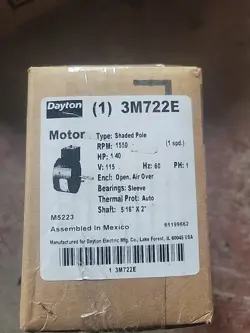 Dayton
(1) 3M722E
Motor
Type: Shaded Pole
RPM: 1550 (1 spd.)
HP: 1/40
V: 115 Hz: 60 PH: 1
Encl: Open, Air Over
Bearings: Sleeve
Thermal Prot: Auto
Shaft: 5/16" X 2"
M5223
Assembled In Mexico
61199662
Manufactured for Dayton Electric Mfg. Co., Lake Forest, IL 60045 USA
1 3M722E